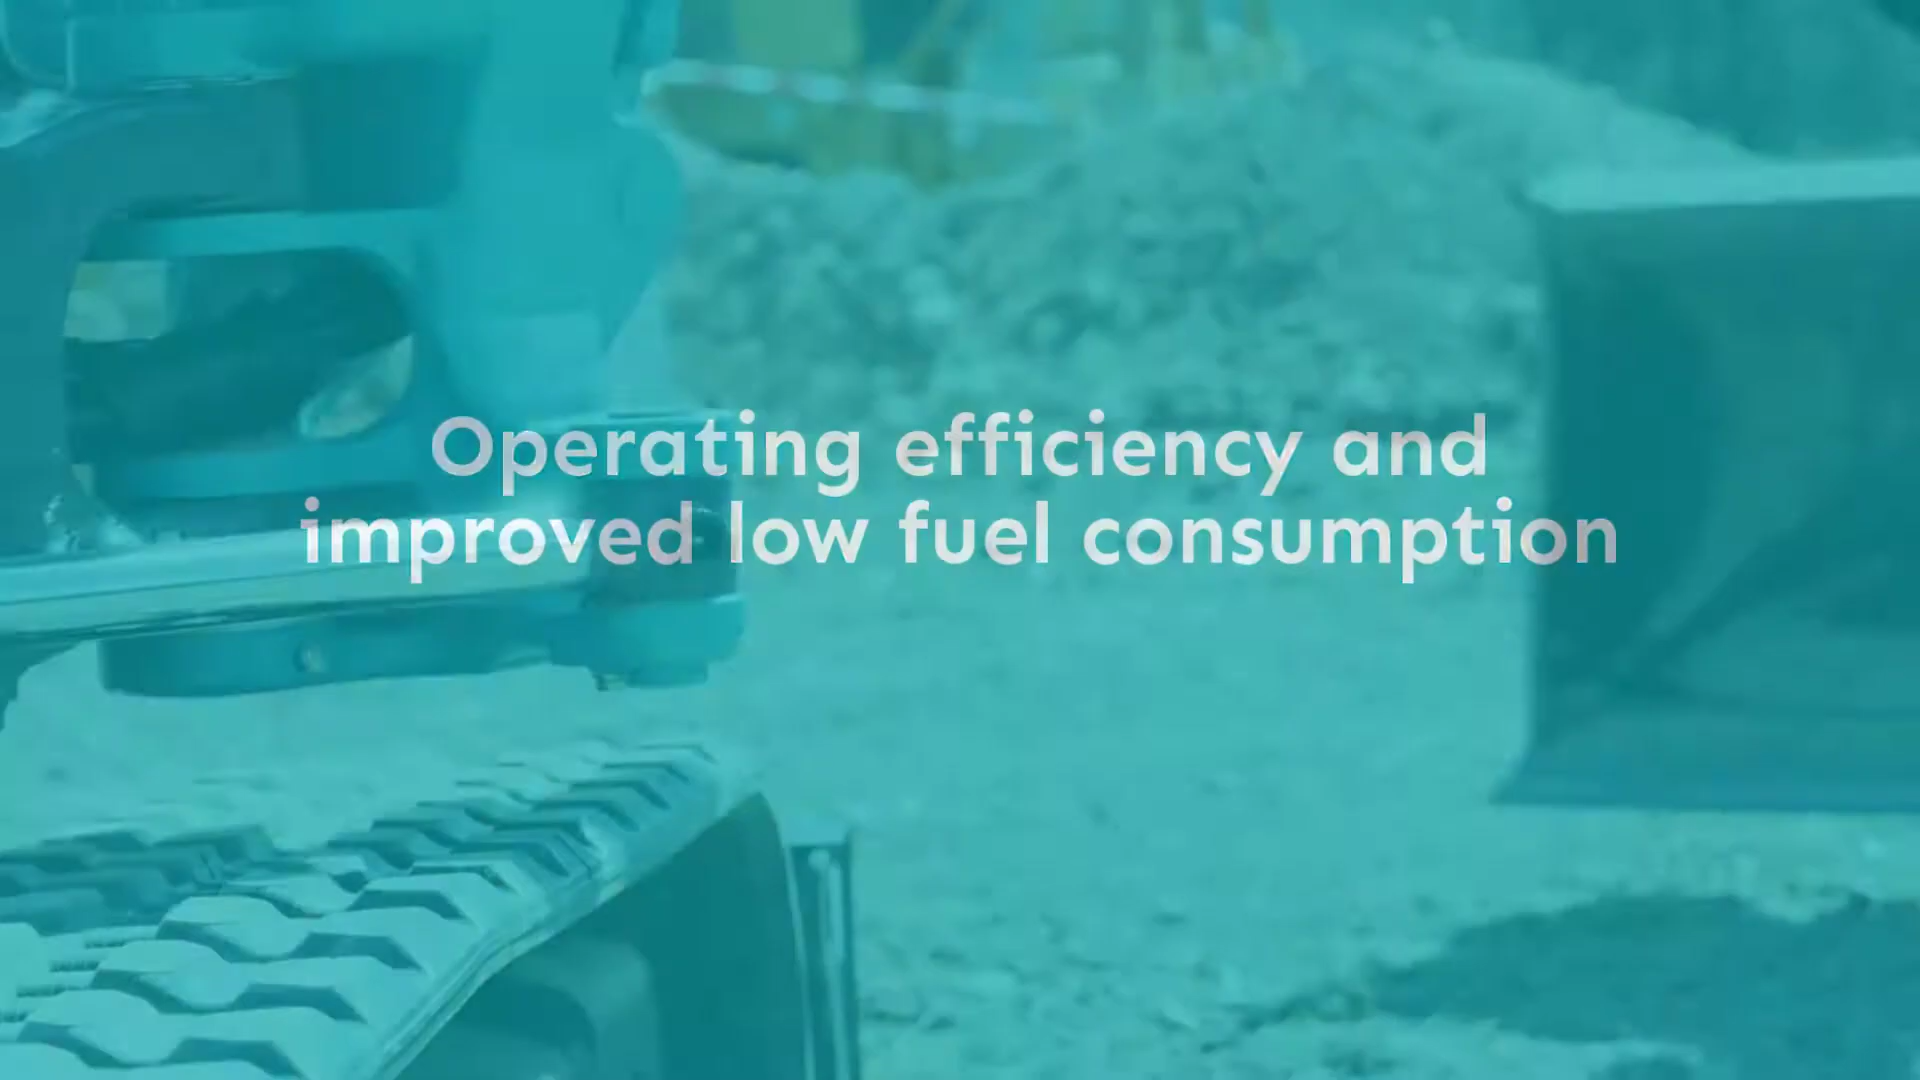 Operating efficiency and
improved low fuel consumption